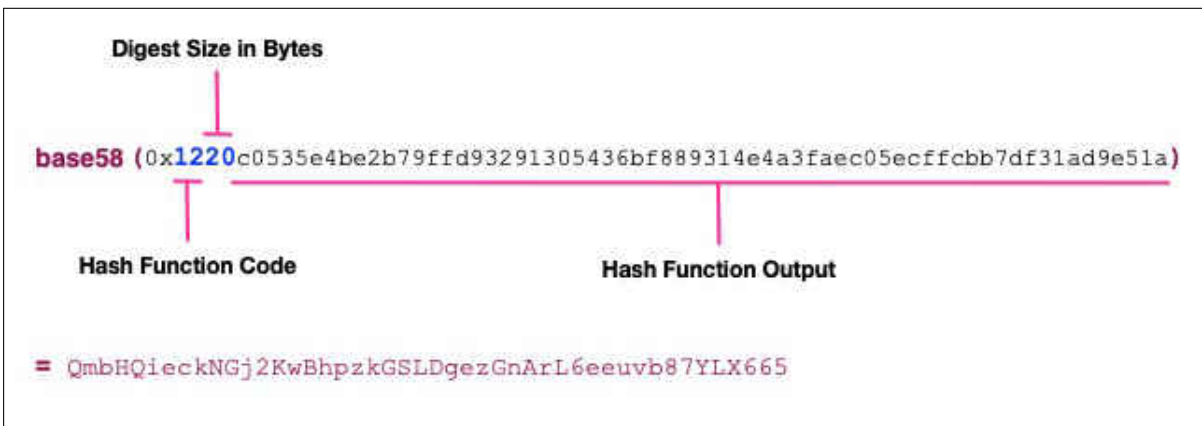 Digest Size in Bytes
base58 (0x1220c0535e4be2b79ffd93291305436bf889314e4a3faec05ecffcbb7df31ad9e51a)
Hash Function Code
Hash Function Output
= QmbHQieckNGj2KwBhpzkGSLDgezGnArL6eeuvb87YLX665